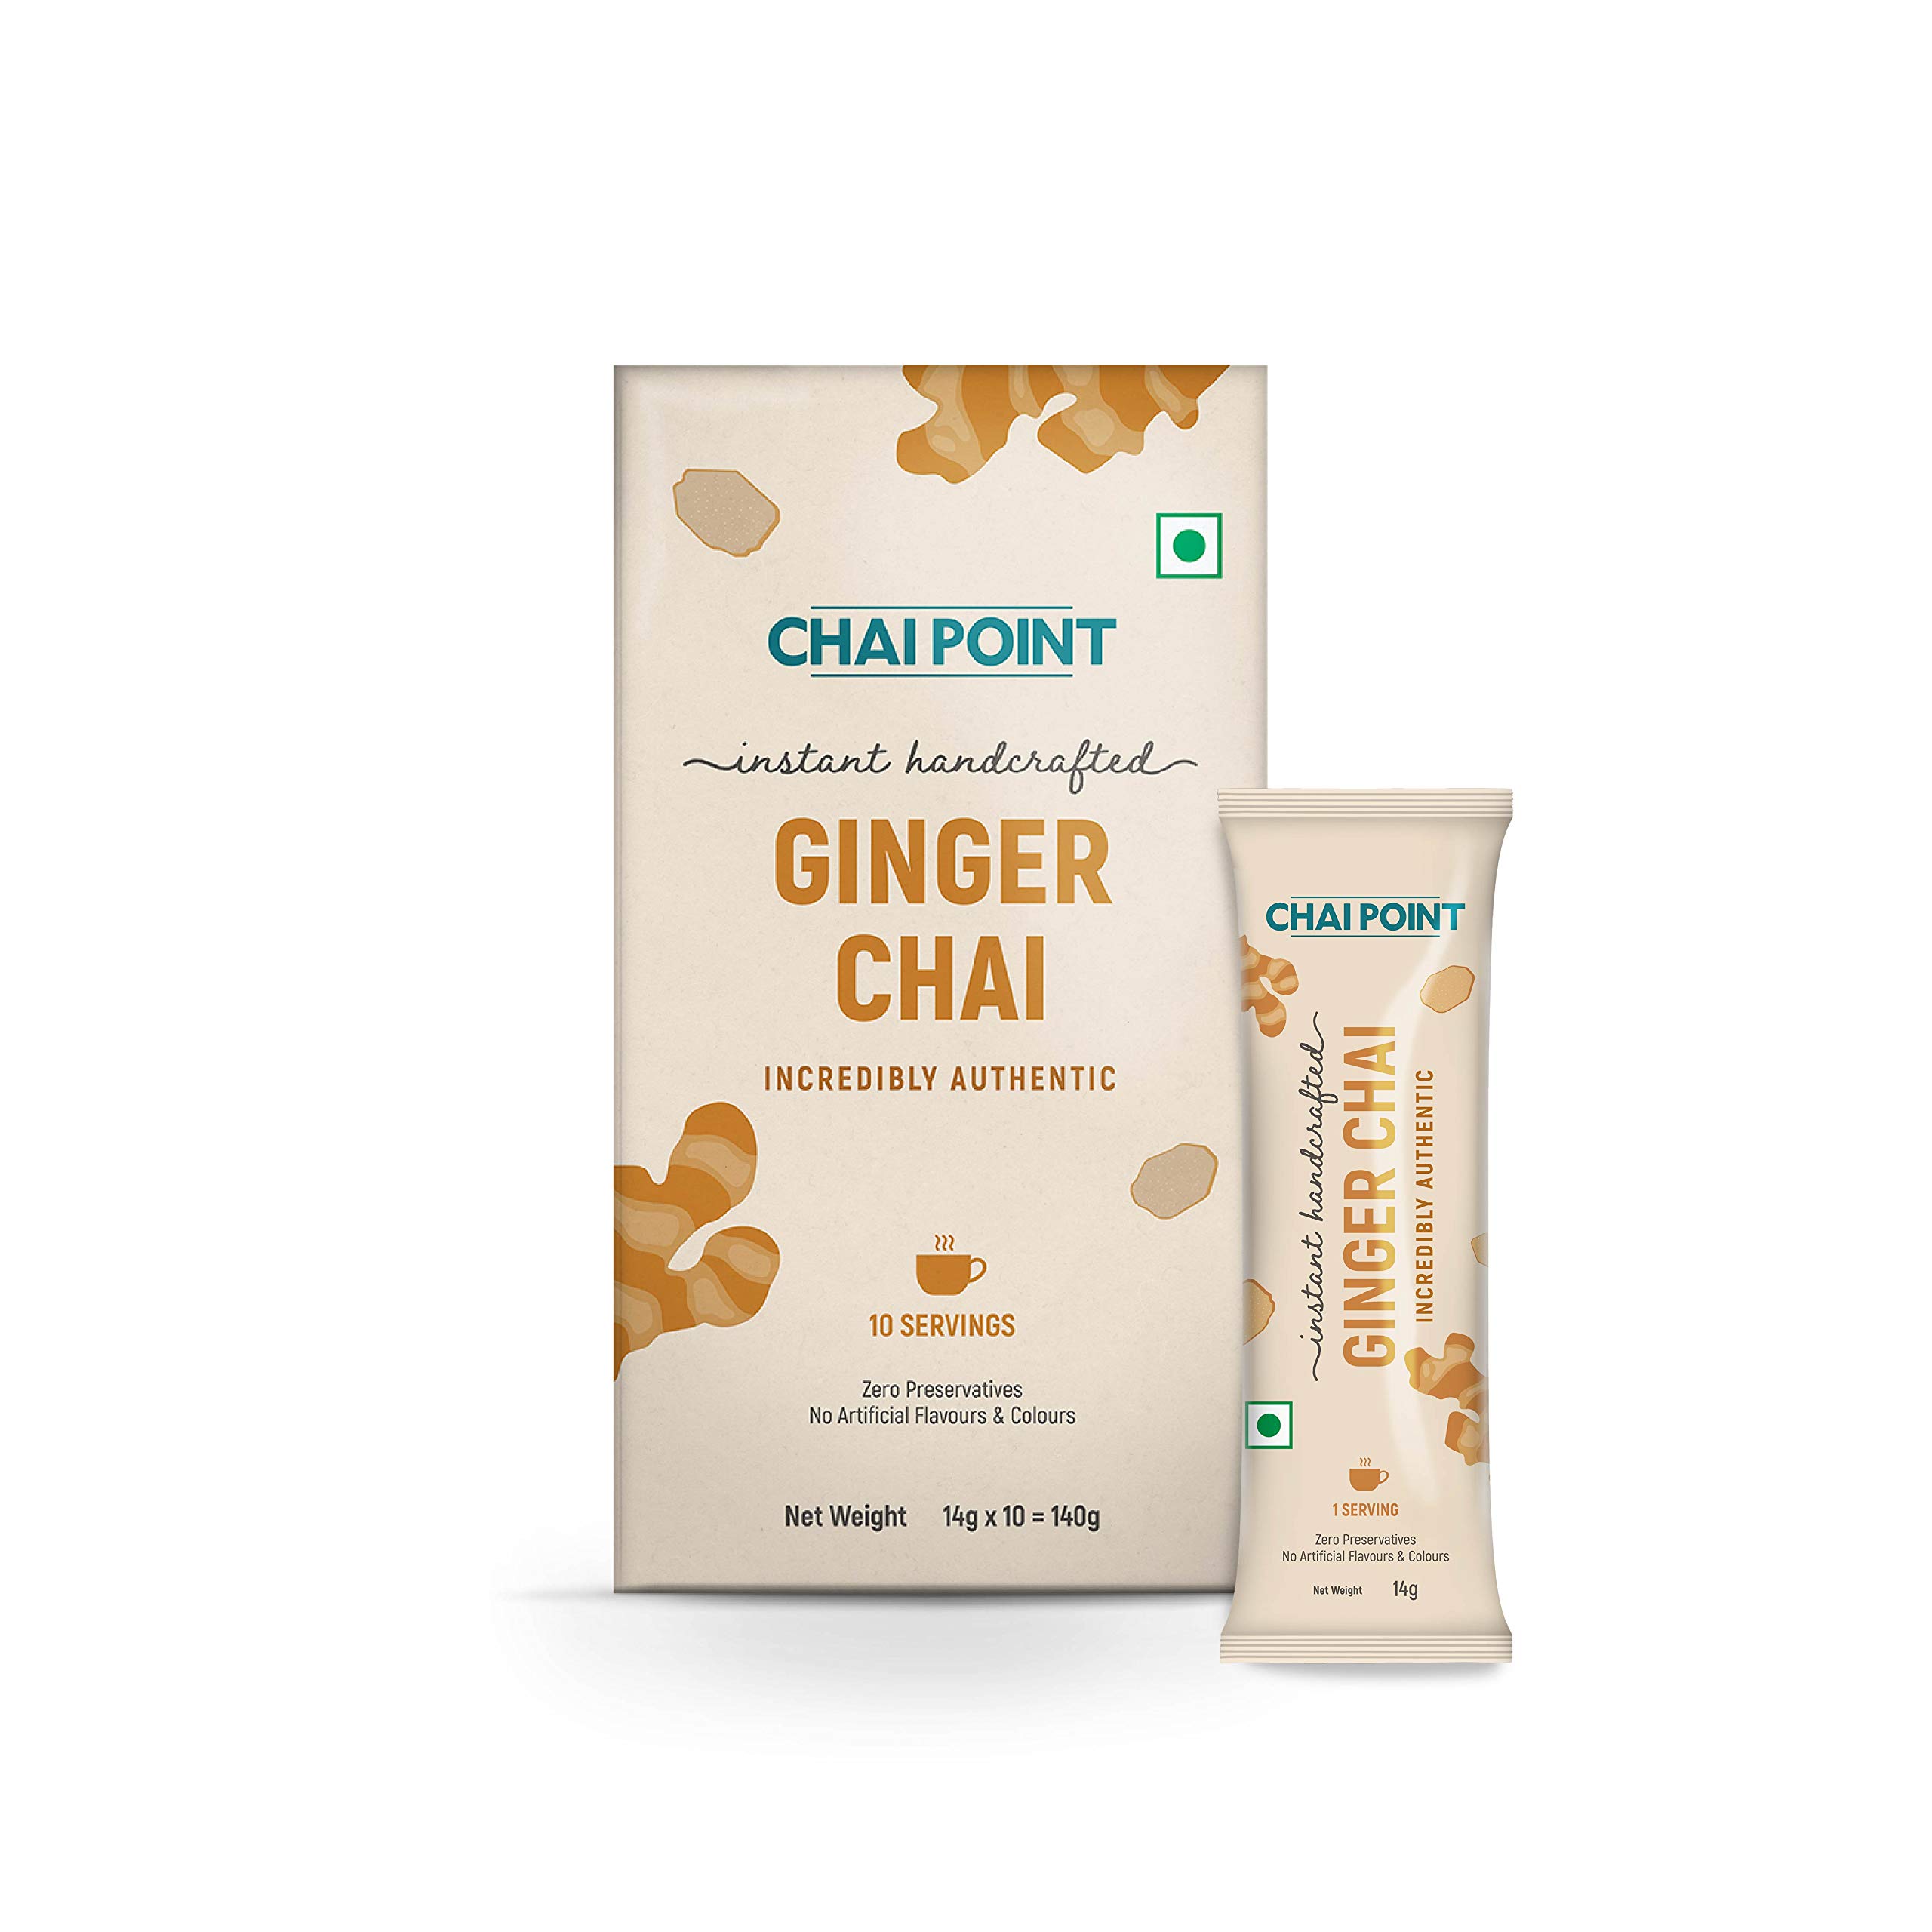 CHAI POINT
instant handcrafted
GINGER
CHAI
INCREDIBLY AUTHENTIC
10 SERVINGS
Zero Preservatives
No Artificial Flavours & Colours
Net Weight 14g x 10 = 140g
CHAI POINT
instant handcrafted
GINGER CHAI
INCREDIBLY AUTHENTIC
1 SERVING
Zero Preservatives
No Artificial Flavours & Colours
Net Weight 14g